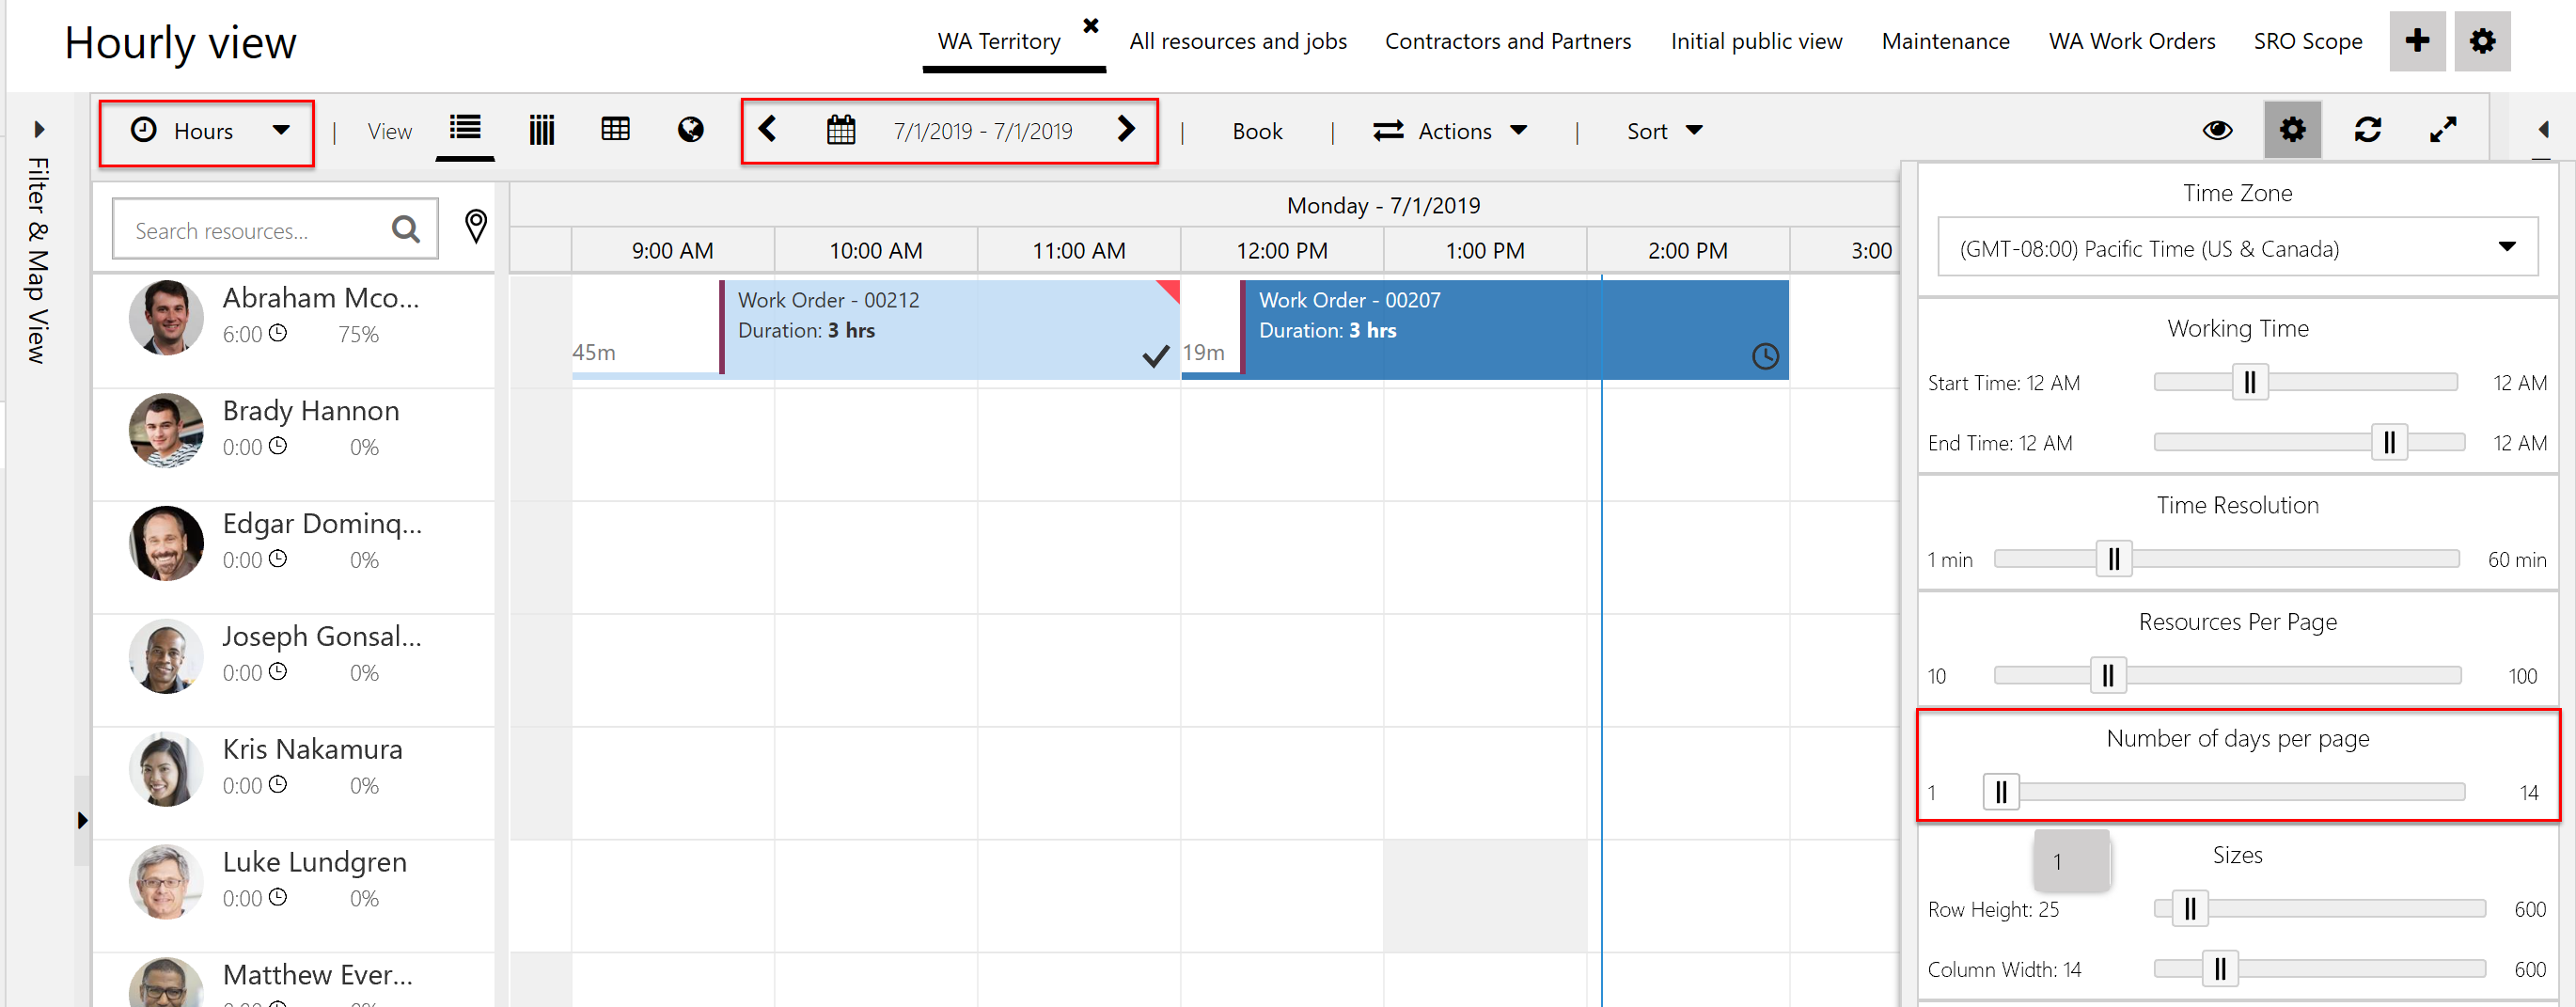 Hourly view
WA Territory
All resources and jobs
Contractors and Partners
Initial public view
Maintenance
WA Work Orders
SRO Scope
Filter & Map View
Hours
View
7/1/2019 - 7/1/2019
Book
Actions
Sort
Search resources...
Monday - 7/1/2019
9:00 AM
10:00 AM
11:00 AM
12:00 PM
1:00 PM
2:00 PM
3:00
Abraham Mco...
6:00 75%
45m
Work Order - 00212
Duration: 3 hrs
19m
Work Order - 00207
Duration: 3 hrs
Brady Hannon
0:00 0%
Edgar Dominq...
0:00 0%
Joseph Gonsal...
0:00 0%
Kris Nakamura
0:00 0%
Luke Lundgren
0:00 0%
Matthew Ever...
Time Zone
(GMT-08:00) Pacific Time (US & Canada)
Working Time
Start Time: 12 AM 12 AM
End Time: 12 AM 12 AM
Time Resolution
1 min 60 min
Resources Per Page
10 100
Number of days per page
1 14
1
Sizes
Row Height: 25 600
Column Width: 14 600